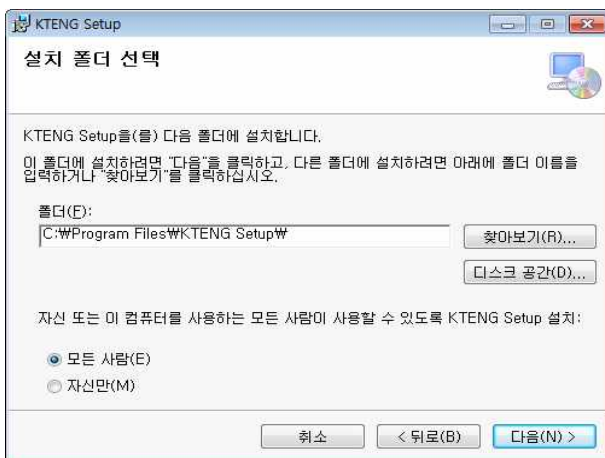 KTENG Setup
설치 폴더 선택
KTENG Setup을(를) 다음 폴더에 설치합니다.
이 폴더에 설치하려면 "다음"을 클릭하고, 다른 폴더에 설치하려면 아래에 폴더 이름을
입력하거나 "찾아보기"를 클릭하십시오.
폴더(F):
C:₩Program Files₩KTENG Setup₩
찾아보기(R)...
디스크 공간(D)...
자신 또는 이 컴퓨터를 사용하는 모든 사람이 사용할 수 있도록 KTENG Setup 설치:
모든 사람(E)
자신만(M)
취소
< 뒤로(B)
다음(N) >